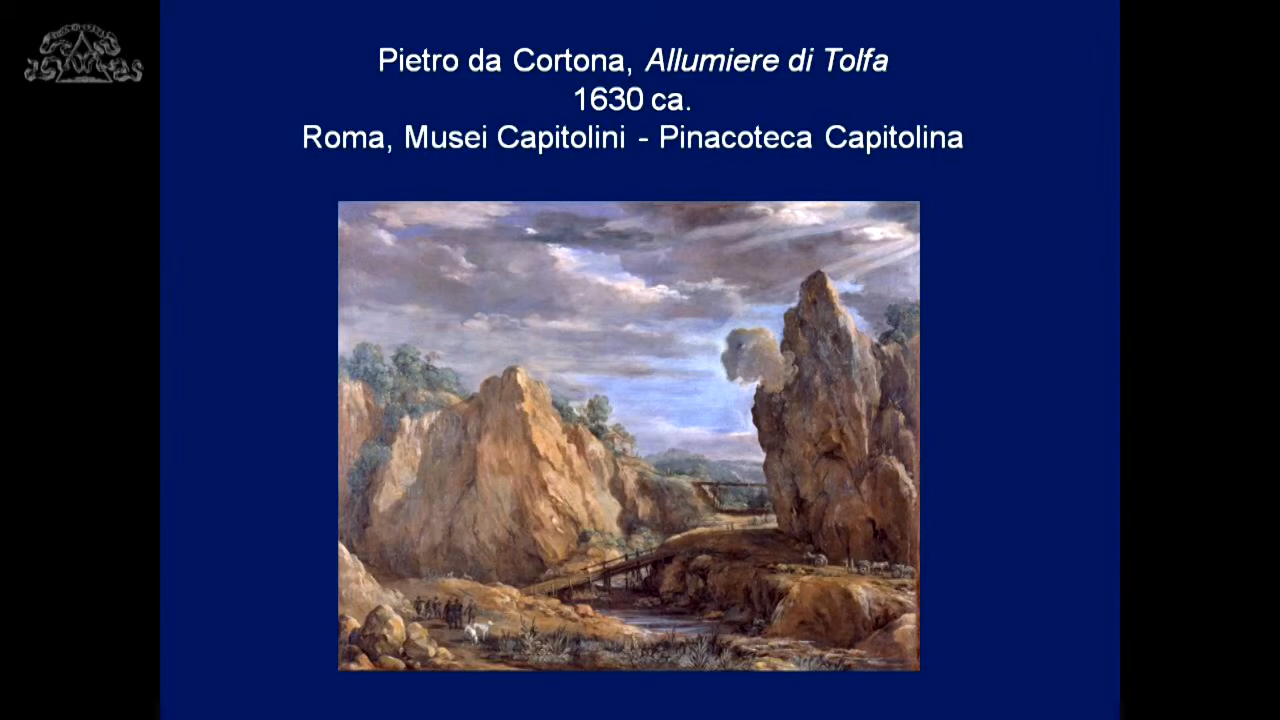 Pietro da Cortona, Allumiere di Tolfa
1630 ca.
Roma, Musei Capitolini - Pinacoteca Capitolina